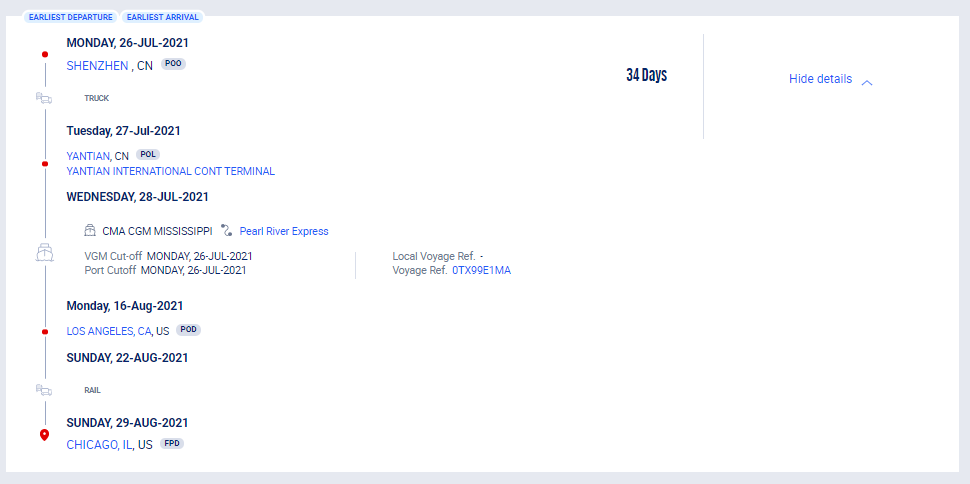 EARLIEST DEPARTURE EARLIEST ARRIVAL
MONDAY, 26-JUL-2021
SHENZHEN , CN POO
34 Days
Hide details
TRUCK
Tuesday, 27-Jul-2021
YANTIAN, CN POL
YANTIAN INTERNATIONAL CONT TERMINAL
WEDNESDAY, 28-JUL-2021
CMA CGM MISSISSIPPI Pearl River Express
VGM Cut-off MONDAY, 26-JUL-2021 Local Voyage Ref. -
Port Cutoff MONDAY, 26-JUL-2021 Voyage Ref. 0TX99E1MA
Monday, 16-Aug-2021
LOS ANGELES, CA, US POD
SUNDAY, 22-AUG-2021
RAIL
SUNDAY, 29-AUG-2021
CHICAGO, IL, US FPD